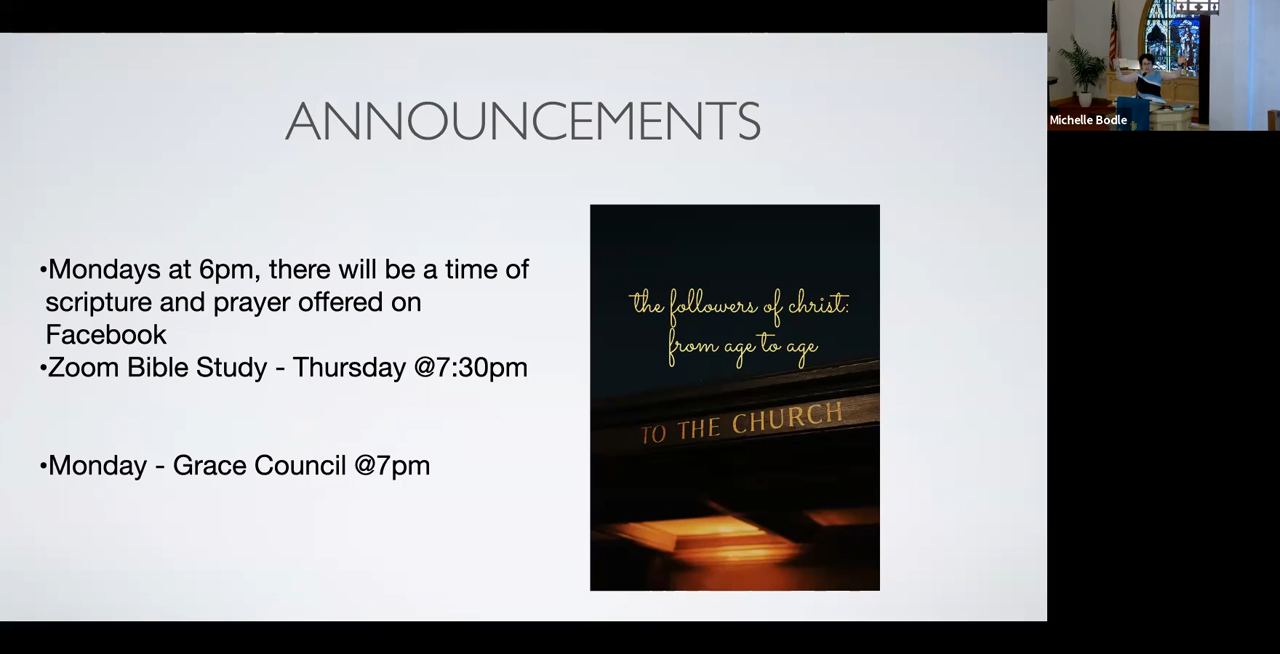 ANNOUNCEMENTS
•Mondays at 6pm, there will be a time of
scripture and prayer offered on
Facebook
•Zoom Bible Study - Thursday @7:30pm
•Monday - Grace Council @7pm
the followers of christ:
from age to age
TO THE CHURCH
Michelle Bodle